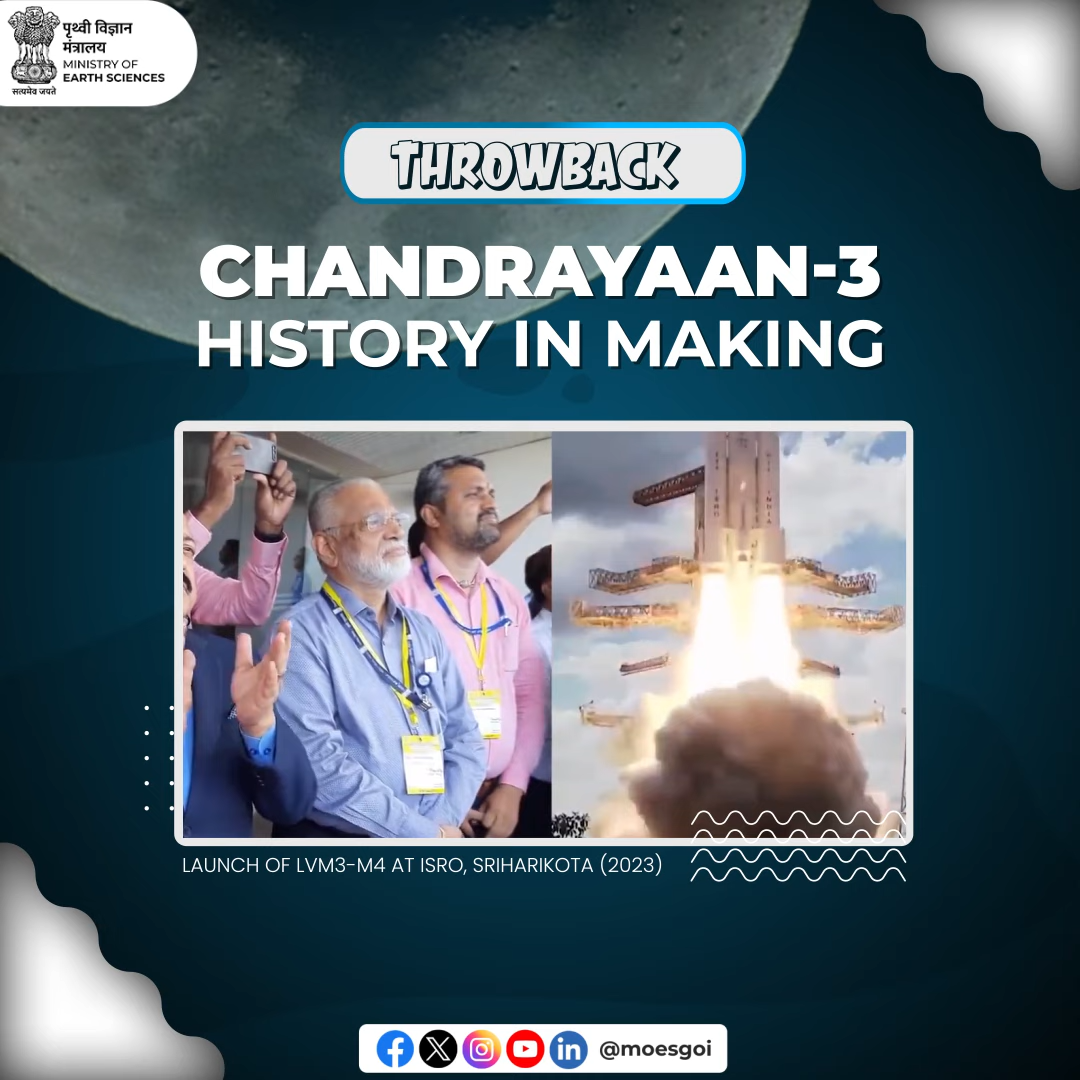 पृथ्वी विज्ञान
मंत्रालय
MINISTRY OF
EARTH SCIENCES
सत्यमेव जयते
THROWBACK
CHANDRAYAAN-3
HISTORY IN MAKING
LAUNCH OF LVM3-M4 AT ISRO, SRIHARIKOTA (2023)
@moesgoi